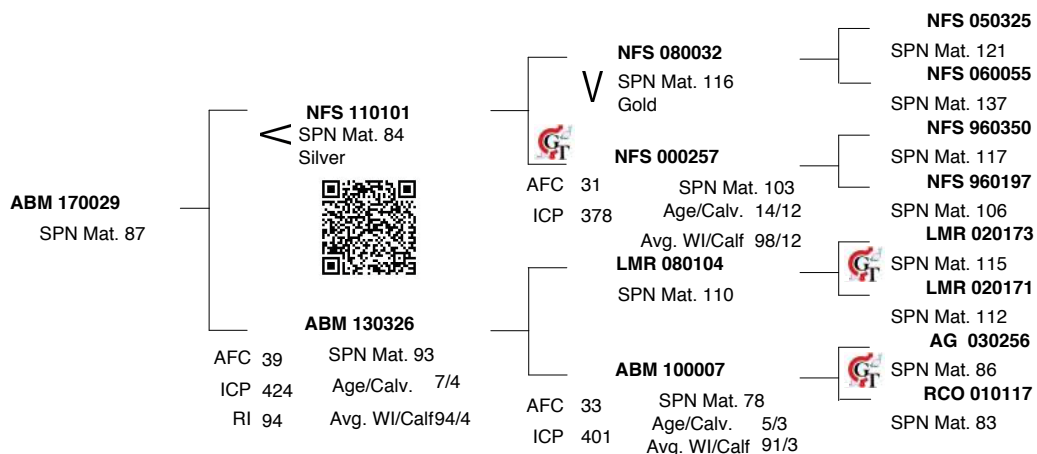 ABM 170029
SPN Mat. 87
NFS 110101
SPN Mat. 84
Silver
ABM 130326
AFC 39 SPN Mat. 93
ICP 424 Age/Calv. 7/4
RI 94 Avg. WI/Calf94/4
NFS 080032
SPN Mat. 116
Gold
GT
NFS 000257
AFC 31 SPN Mat. 103
ICP 378 Age/Calv. 14/12
Avg. WI/Calf 98/12
LMR 080104
SPN Mat. 110
ABM 100007
AFC 33 SPN Mat. 78
ICP 401 Age/Calv. 5/3
Avg. WI/Calf 91/3
NFS 050325
SPN Mat. 121
NFS 060055
SPN Mat. 137
NFS 960350
SPN Mat. 117
NFS 960197
SPN Mat. 106
LMR 020173
GT SPN Mat. 115
LMR 020171
SPN Mat. 112
AG 030256
GT SPN Mat. 86
RCO 010117
SPN Mat. 83